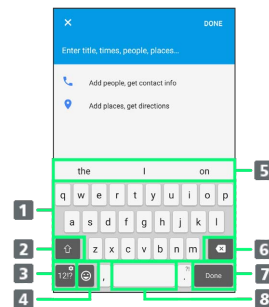 × DONE
Enter title, times, people, places...
Add people, get contact info
Add places, get directions
the I on 5
q w e r t y u i o p
1
a s d f g h j k l
2 z x c v b n m 6
3 12!? , . Done 7
4 8